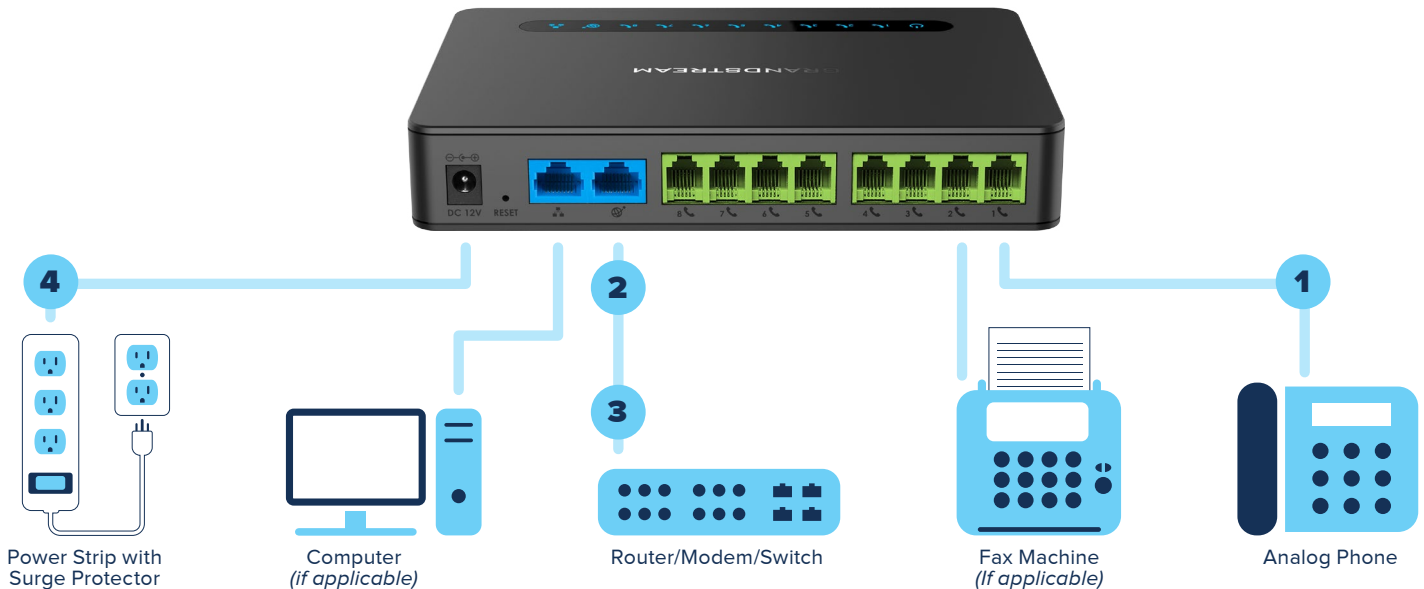 GRANDSTREAM
DC 12V
RESET
8
7
6
5
4
3
2
1
4
2
1
3
Power Strip with
Surge Protector
Computer
(if applicable)
Router/Modem/Switch
Fax Machine
(If applicable)
Analog Phone